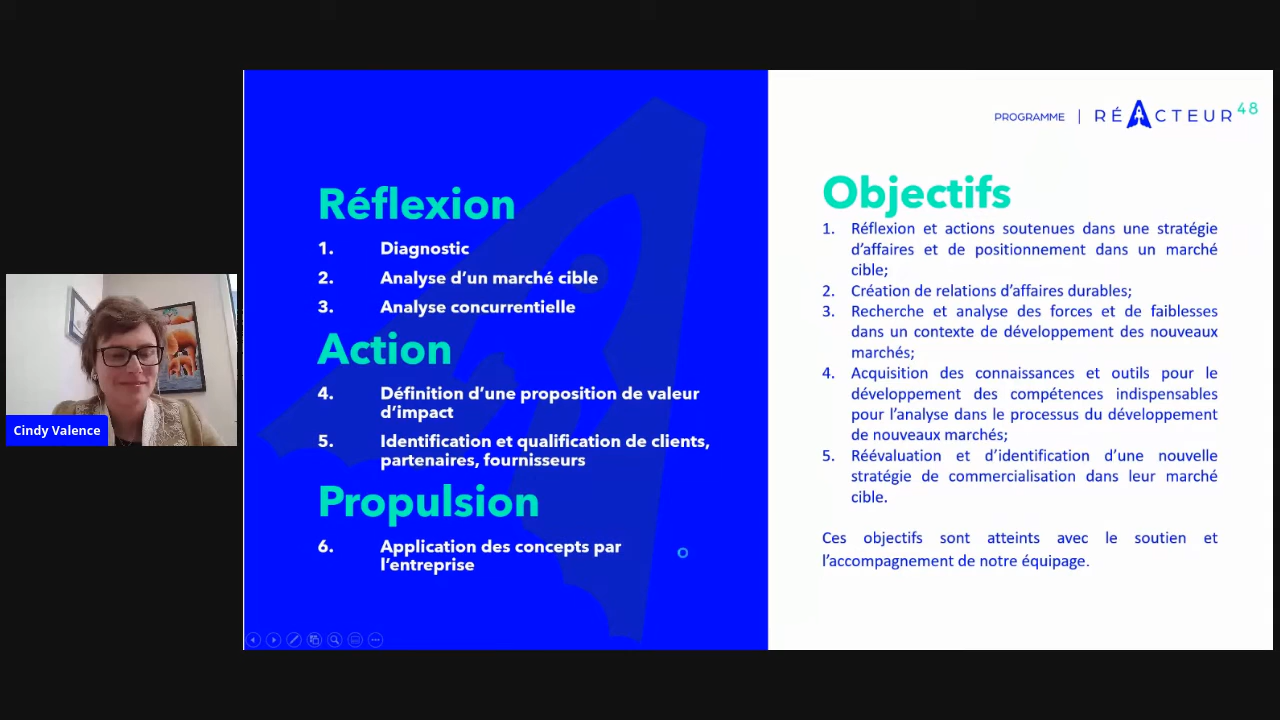 Cindy Valence
Réflexion
1. Diagnostic
2. Analyse d’un marché cible
3. Analyse concurrentielle
Action
4. Définition d’une proposition de valeur
d’impact
5. Identification et qualification de clients,
partenaires, fournisseurs
Propulsion
6. Application des concepts par
l’entreprise
PROGRAMME | RÉACTEUR48
Objectifs
1. Réflexion et actions soutenues dans une stratégie
d’affaires et de positionnement dans un marché
cible;
2. Création de relations d’affaires durables;
3. Recherche et analyse des forces et de faiblesses
dans un contexte de développement des nouveaux
marchés;
4. Acquisition des connaissances et outils pour le
développement des compétences indispensables
pour l’analyse dans le processus du développement
de nouveaux marchés;
5. Réévaluation et d’identification d’une nouvelle
stratégie de commercialisation dans leur marché
cible.
Ces objectifs sont atteints avec le soutien et
l’accompagnement de notre équipage.